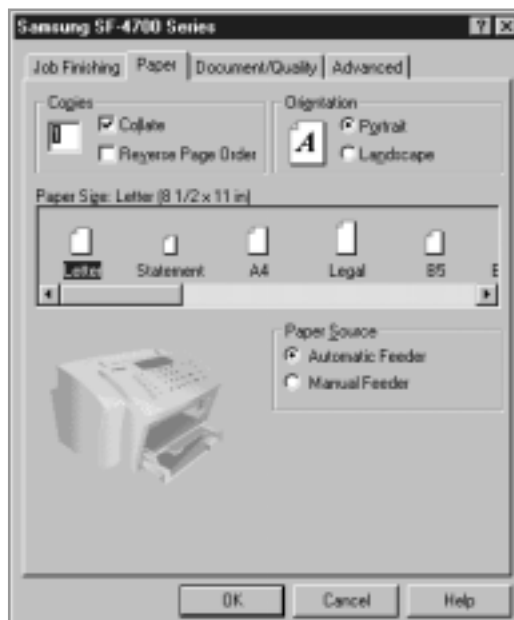 Samsung SF-4700 Series
Job Finishing Paper Document/Quality Advanced
Copies
1
Collate
Reverse Page Order
Orientation
A
Portrait
Landscape
Paper Size: Letter (8 1/2 x 11 in)
Letter Statement A4 Legal B5
Paper Source
Automatic Feeder
Manual Feeder
OK Cancel Help